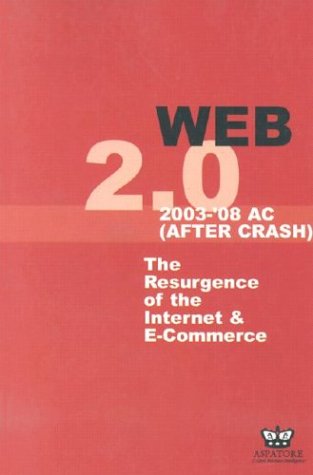 WEB
2.0
2003-'08 AC
(AFTER CRASH)
The
Resurgence
of the
Internet &
E-Commerce
ASPATORE